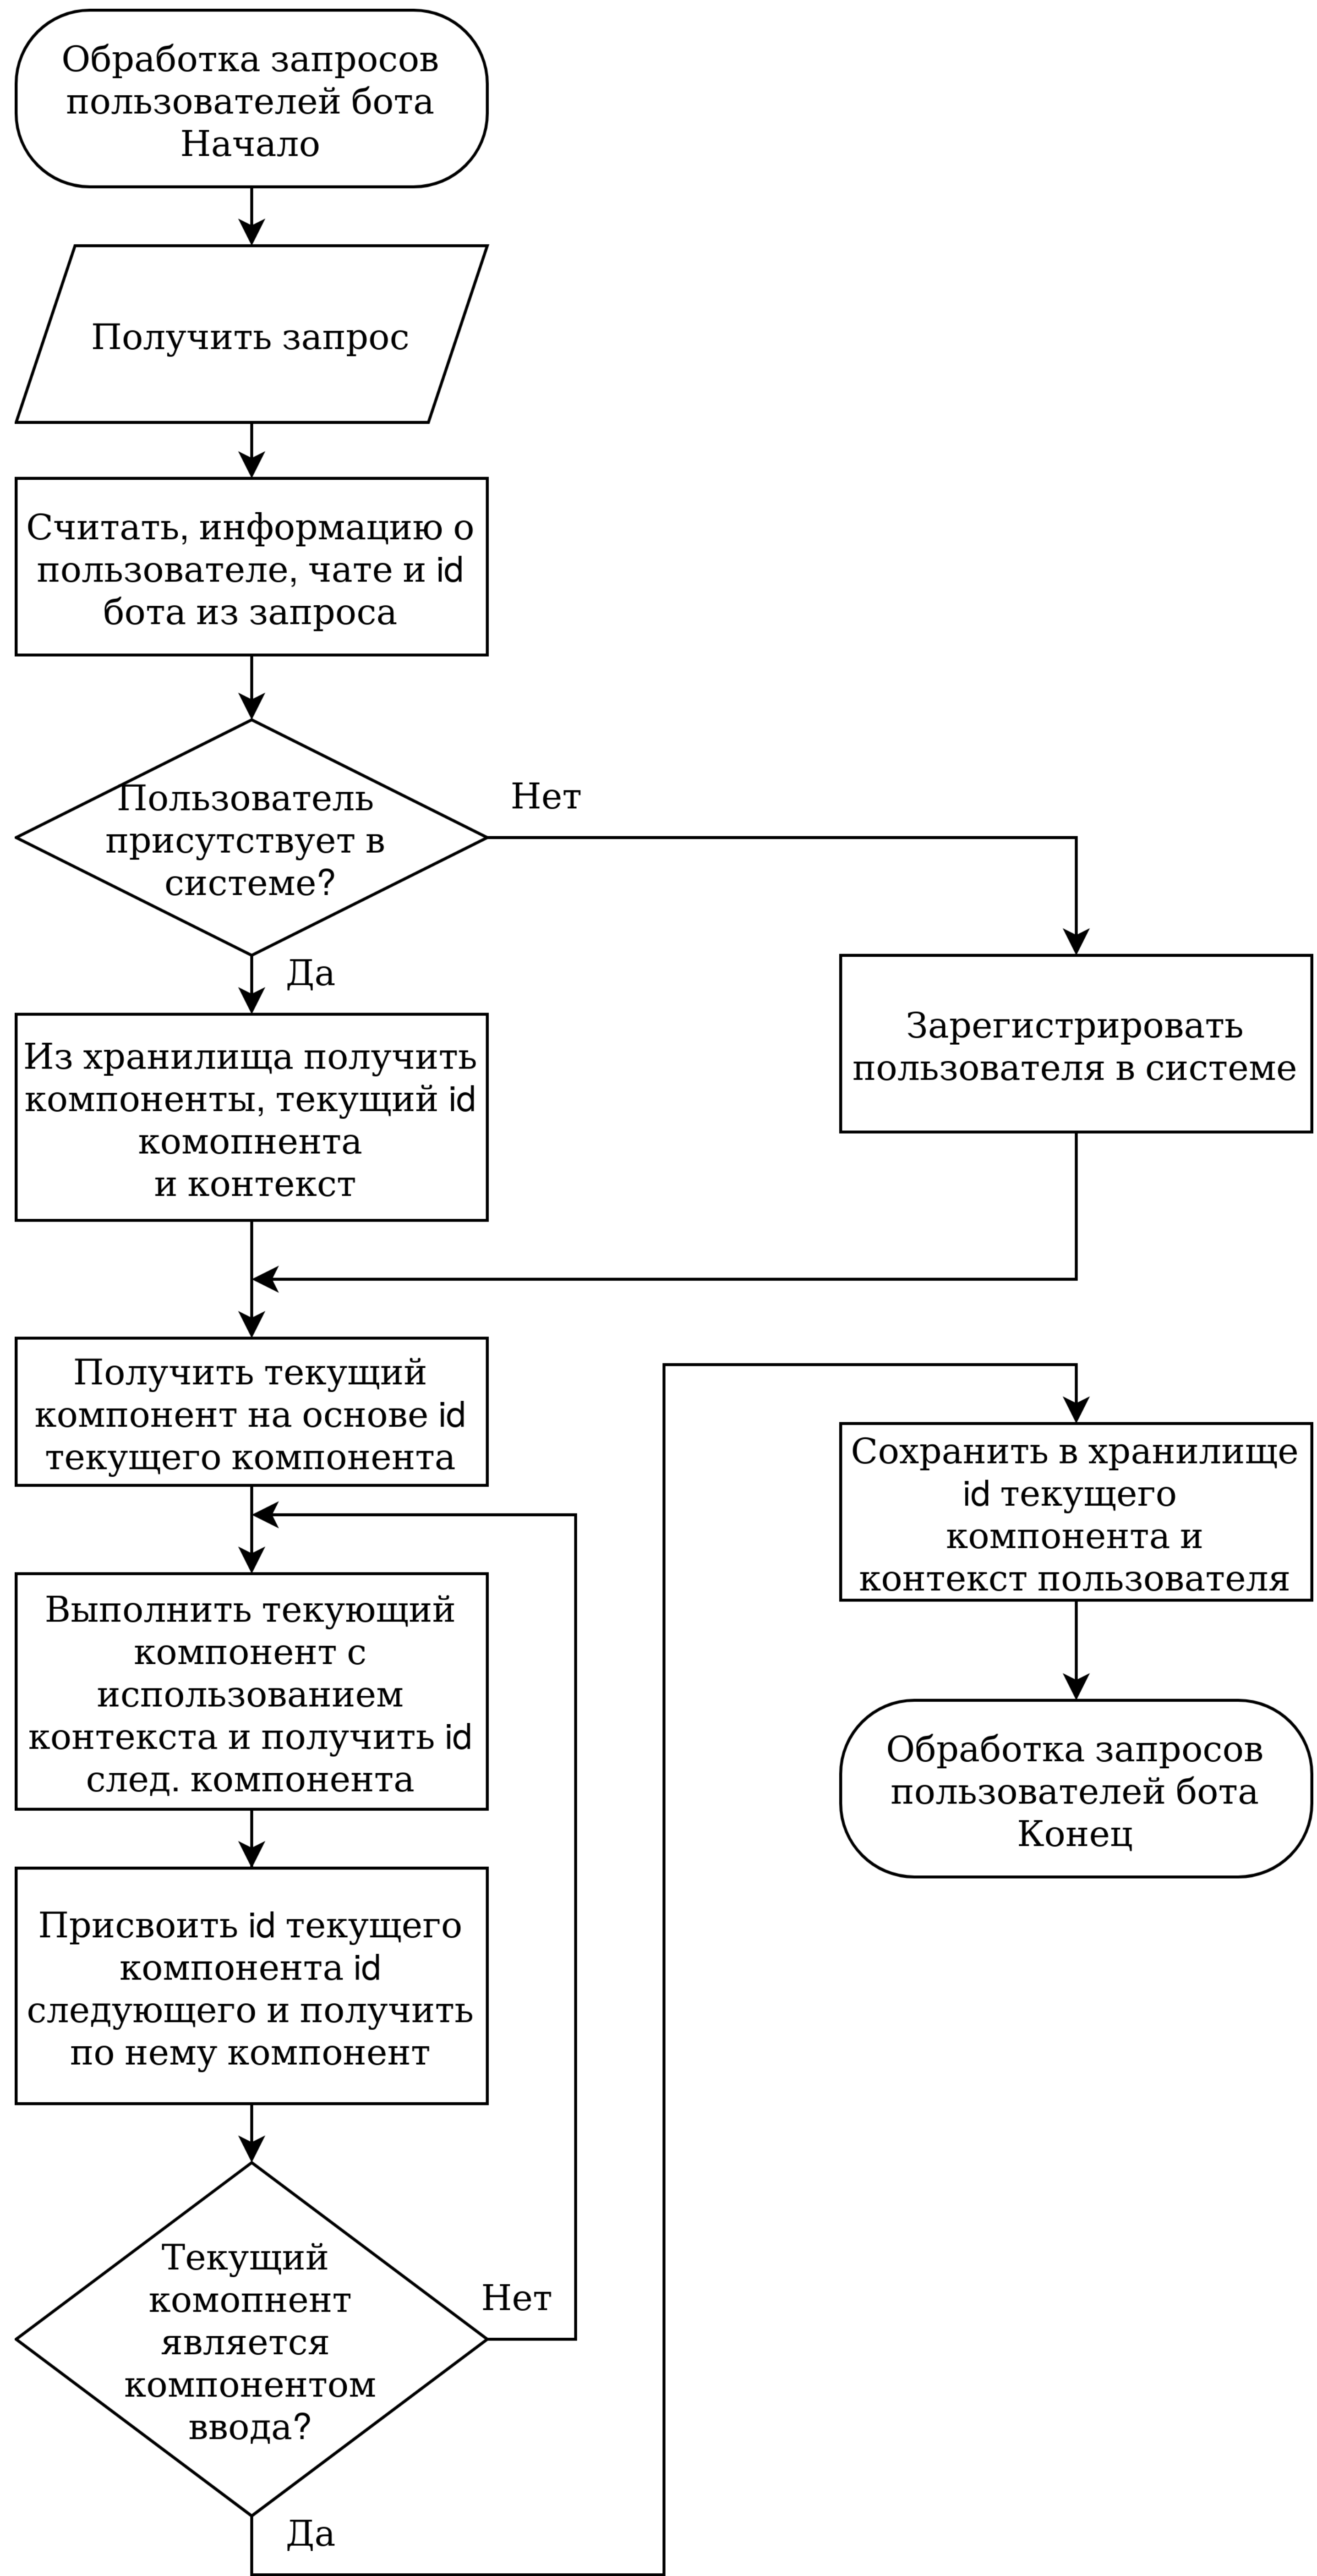 Обработка запросов
пользователей бота
Начало
Получить запрос
Считать, информацию о
пользователе, чате и id
бота из запроса
Пользователь
присутствует в
системе?
Нет
Да
Зарегистрировать
пользователя в системе
Из хранилища получить
компоненты, текущий id
комопнента
и контекст
Получить текущий
компонент на основе id
текущего компонента
Выполнить текующий
компонент с
использованием
контекста и получить id
след. компонента
Присвоить id текущего
компонента id
следующего и получить
по нему компонент
Текущий
комопнент
является
компонентом
ввода?
Нет
Да
Сохранить в хранилище
id текущего
компонента и
контекст пользователя
Обработка запросов
пользователей бота
Конец